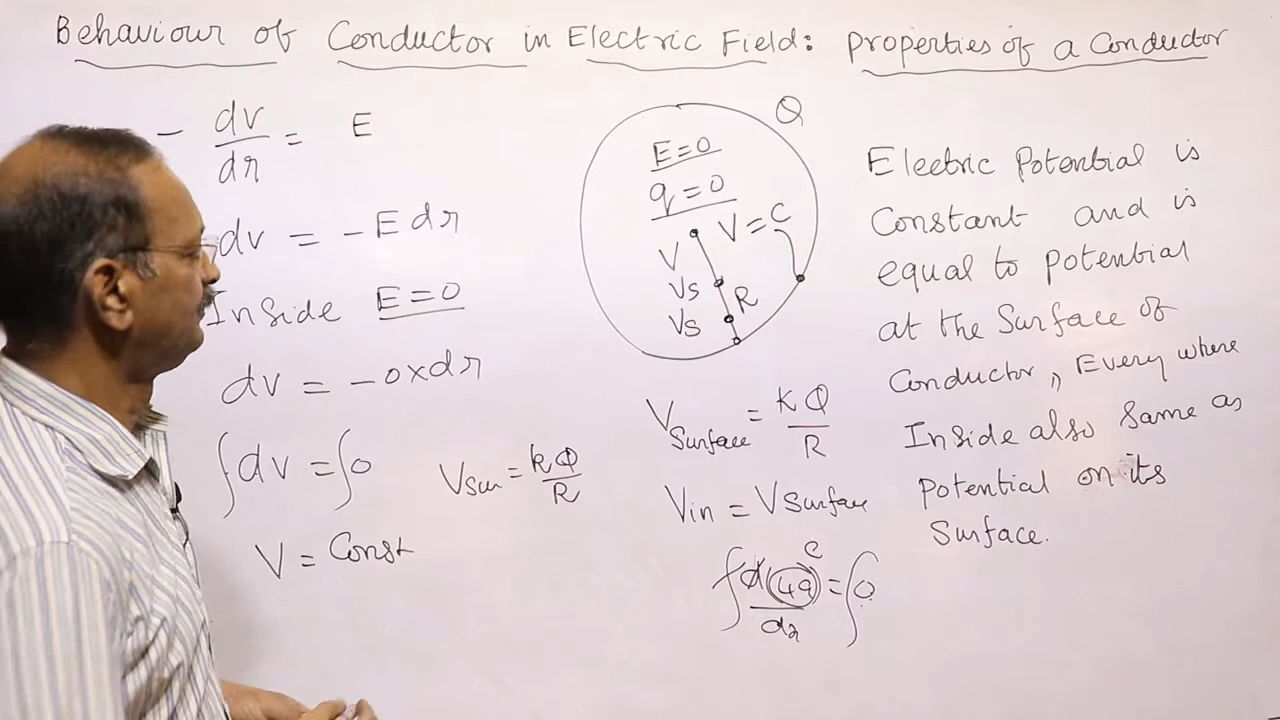 Behaviour of Conductor in Electric Field: properties of a Conductor
- dv/dr = E
dv = -E dr
Inside E=0
dv = -0xdr
∫dv = ∫0
V = Const
Vsur = kQ/R
Q
E=0
q=0
V=C
V
Vs
Vs
R
VSurface = KQ/R
Vin = VSurface
C
∫d(49)/dr = ∫0
Electric Potential is
Constant and is
equal to potential
at the Surface of
Conductor,, Every where
Inside also Same as
potential on its
Surface.